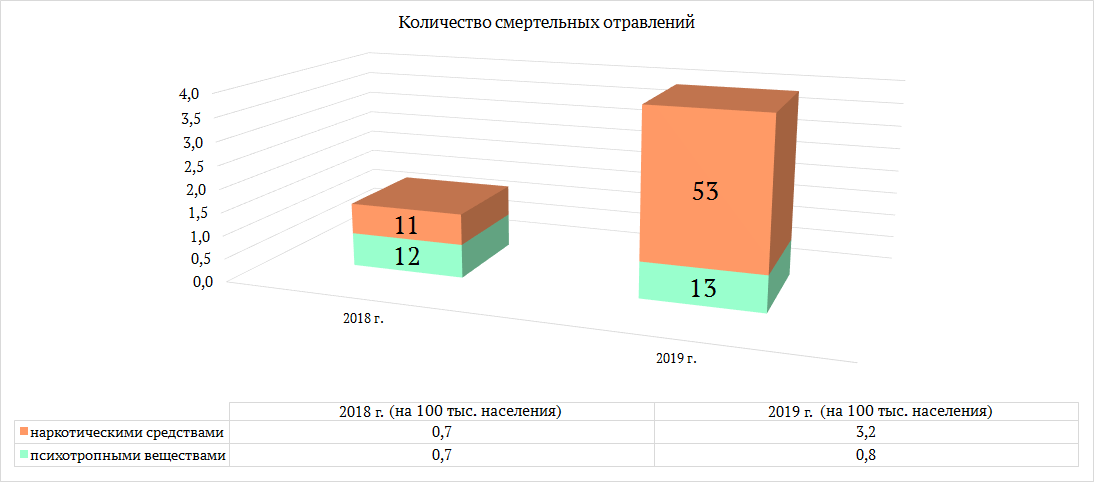 Количество смертельных отравлений
4,0
3,5
3,0
2,5
2,0
1,5
1,0
0,5
0,0
11
12
53
13
2018 г.
2019 г.
2018 г. (на 100 тыс. населения) 2019 г. (на 100 тыс. населения)
наркотическими средствами 0,7 3,2
психотропными веществами 0,7 0,8